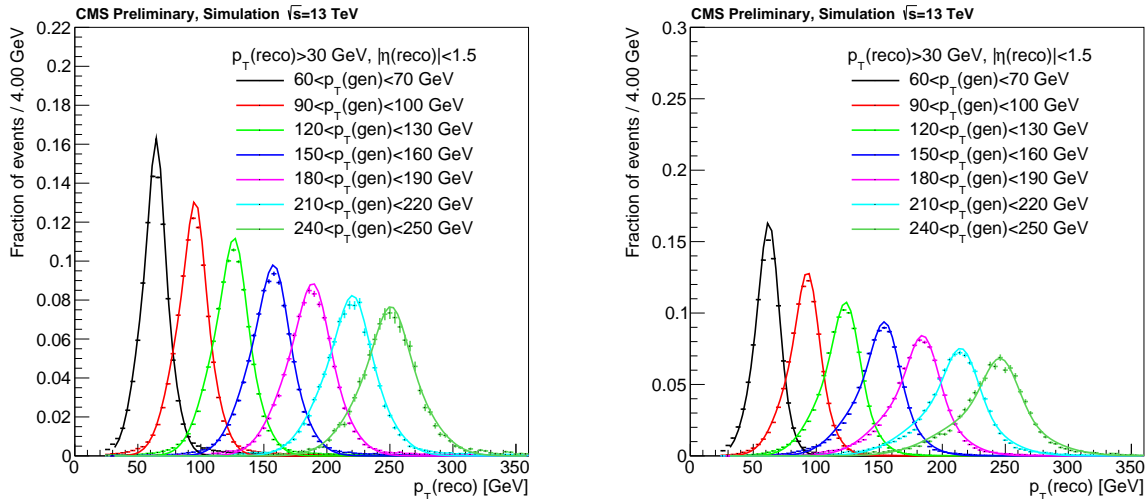 CMS Preliminary, Simulation √s=13 TeV
Fraction of events / 4.00 GeV
0.22
0.2
0.18
0.16
0.14
0.12
0.1
0.08
0.06
0.04
0.02
0
p_T(reco)>30 GeV, |η(reco)|<1.5
60<p_T(gen)<70 GeV
90<p_T(gen)<100 GeV
120<p_T(gen)<130 GeV
150<p_T(gen)<160 GeV
180<p_T(gen)<190 GeV
210<p_T(gen)<220 GeV
240<p_T(gen)<250 GeV
0 50 100 150 200 250 300 350
p_T(reco) [GeV]
CMS Preliminary, Simulation √s=13 TeV
Fraction of events / 4.00 GeV
0.3
0.25
0.2
0.15
0.1
0.05
0
p_T(reco)>30 GeV, |η(reco)|<1.5
60<p_T(gen)<70 GeV
90<p_T(gen)<100 GeV
120<p_T(gen)<130 GeV
150<p_T(gen)<160 GeV
180<p_T(gen)<190 GeV
210<p_T(gen)<220 GeV
240<p_T(gen)<250 GeV
0 50 100 150 200 250 300 350
p_T(reco) [GeV]